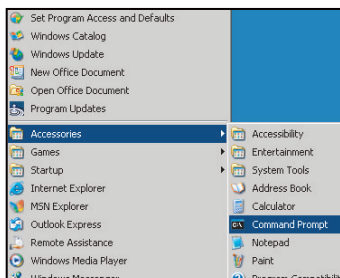 Set Program Access and Defaults
Windows Catalog
Windows Update
New Office Document
Open Office Document
Program Updates
Accessories
Games
Startup
Internet Explorer
MSN Explorer
Outlook Express
Remote Assistance
Windows Media Player
Windows Messenger
Accessibility
Entertainment
System Tools
Address Book
Calculator
Command Prompt
Notepad
Paint